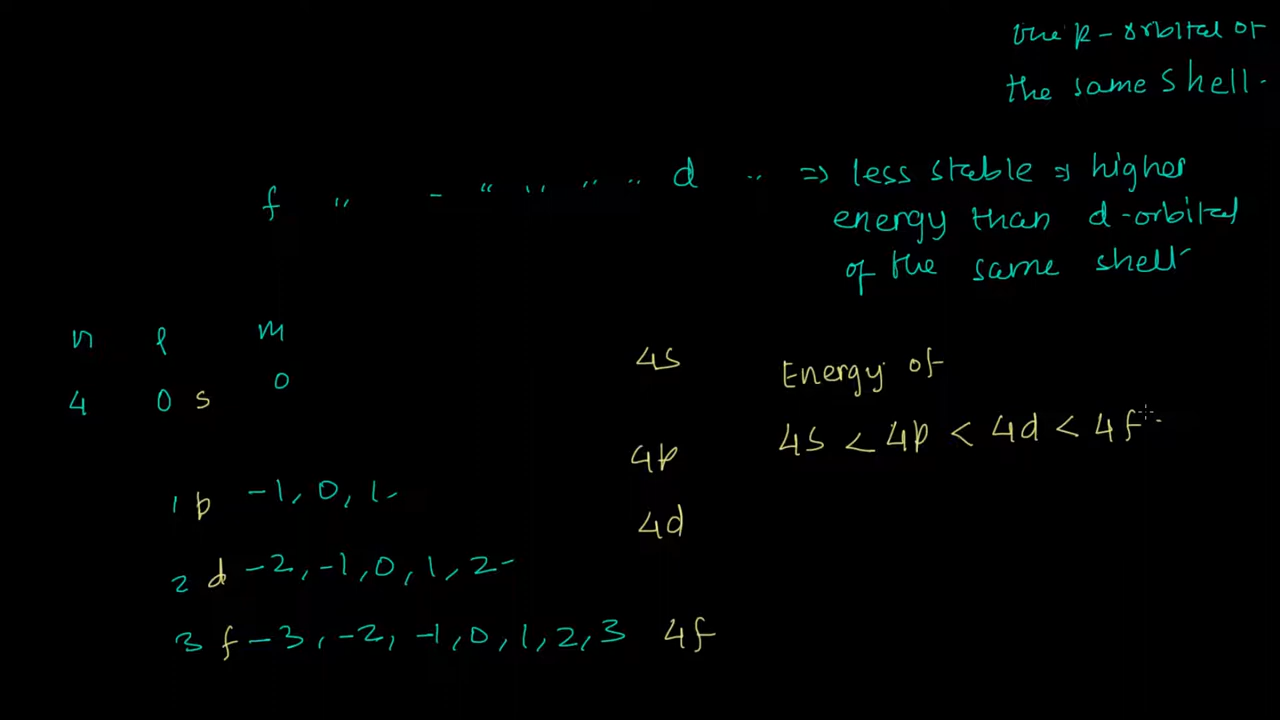 the p-orbital of
the same shell.
f " - " " " " d " ⇒ less stable ⇒ higher
energy than d-orbital
of the same shell
n l m
4 0 s 0
4s
Energy of
4s < 4p < 4d < 4f
4p
1 p -1, 0, 1
4d
2 d -2, -1, 0, 1, 2
3 f -3, -2, -1, 0, 1, 2, 3 4f